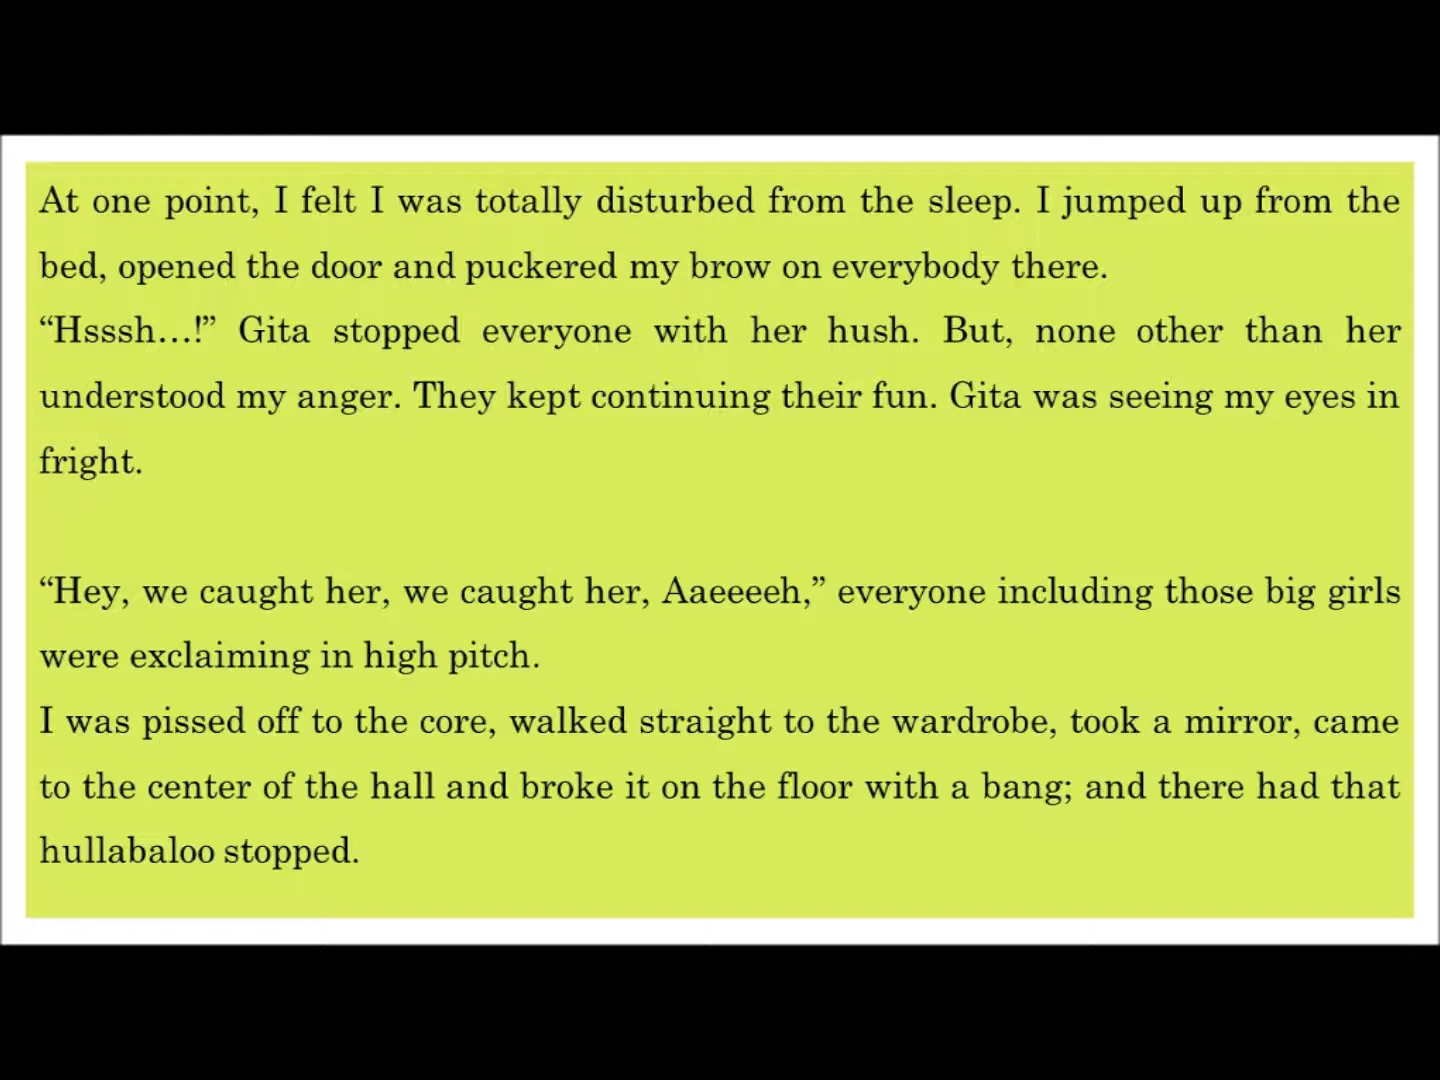 At one point, I felt I was totally disturbed from the sleep. I jumped up from the
bed, opened the door and puckered my brow on everybody there.
“Hsssh…!” Gita stopped everyone with her hush. But, none other than her
understood my anger. They kept continuing their fun. Gita was seeing my eyes in
fright.
“Hey, we caught her, we caught her, Aaeeeeh,” everyone including those big girls
were exclaiming in high pitch.
I was pissed off to the core, walked straight to the wardrobe, took a mirror, came
to the center of the hall and broke it on the floor with a bang; and there had that
hullabaloo stopped.